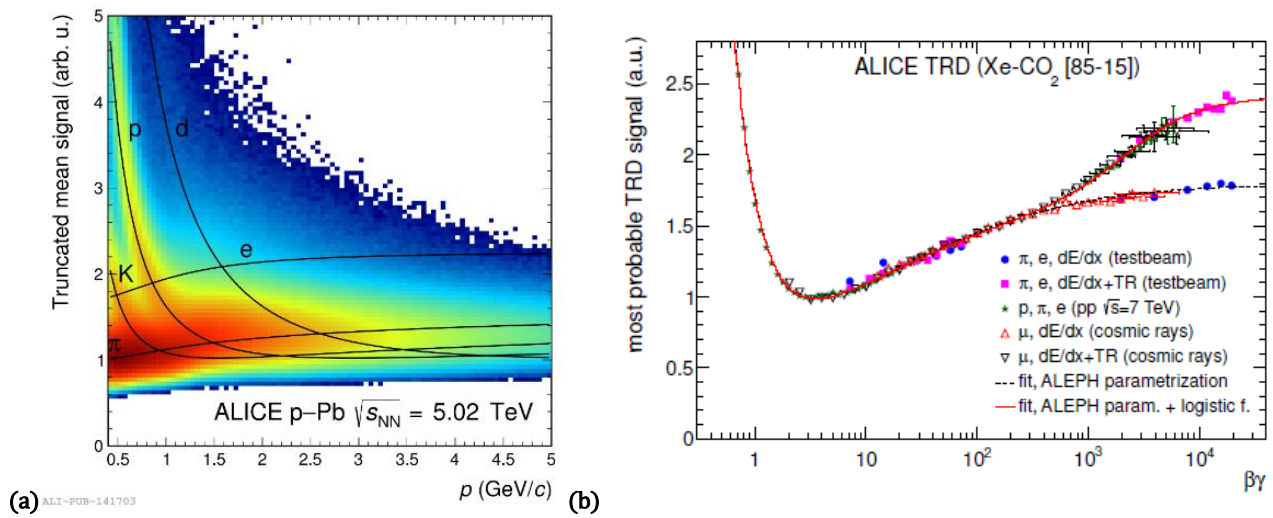 Truncated mean signal (arb. u.)
5
4
3
2
1
0
p
d
e
K
π
ALICE p–Pb √sNN = 5.02 TeV
0.5 1 1.5 2 2.5 3 3.5 4 4.5 5
p (GeV/c)
(a) ALI-PUB-141703
most probable TRD signal (a.u.)
2.5
2
1.5
1
0.5
0
ALICE TRD (Xe-CO₂ [85-15])
π, e, dE/dx (testbeam)
π, e, dE/dx+TR (testbeam)
p, π, e (pp √s=7 TeV)
μ, dE/dx (cosmic rays)
μ, dE/dx+TR (cosmic rays)
fit, ALEPH parametrization
fit, ALEPH param. + logistic f.
1 10 10² 10³ 10⁴
βγ
(b)